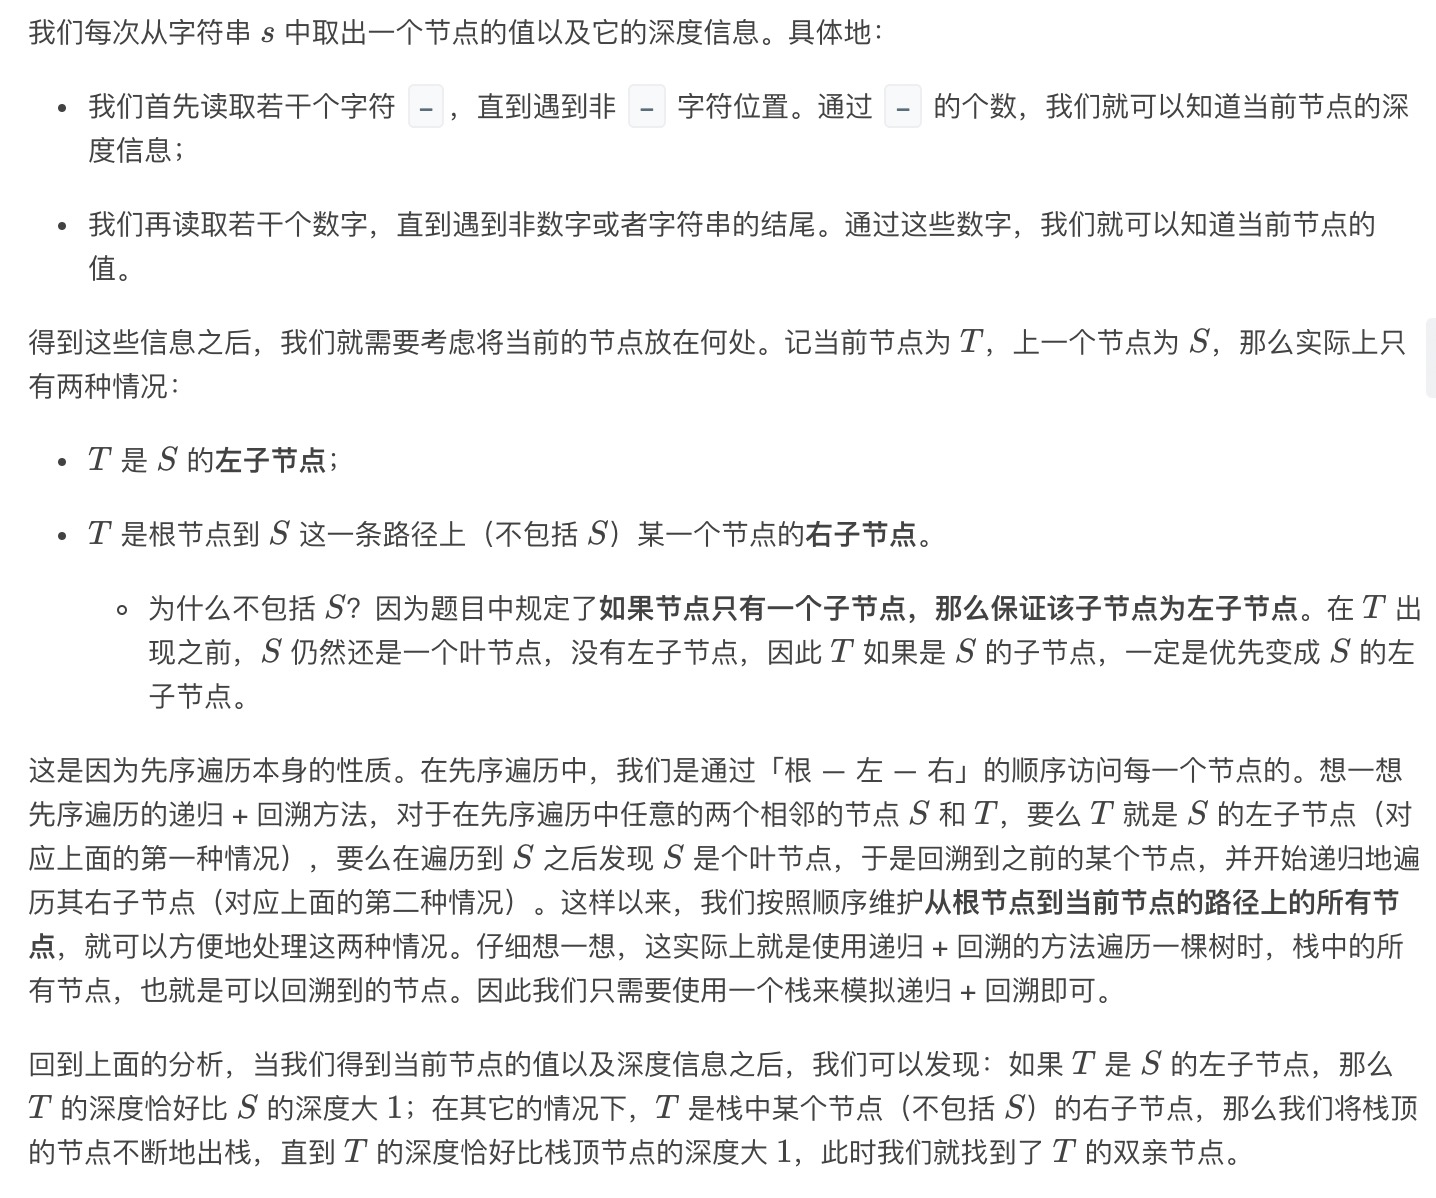 我们每次从字符串 s 中取出一个节点的值以及它的深度信息。具体地：
• 我们首先读取若干个字符 - ，直到遇到非 - 字符位置。通过 - 的个数，我们就可以知道当前节点的深
度信息；
• 我们再读取若干个数字，直到遇到非数字或者字符串的结尾。通过这些数字，我们就可以知道当前节点的
值。
得到这些信息之后，我们就需要考虑将当前的节点放在何处。记当前节点为 T，上一个节点为 S，那么实际上只
有两种情况：
• T 是 S 的左子节点；
• T 是根节点到 S 这一条路径上（不包括 S）某一个节点的右子节点。
◦ 为什么不包括 S？因为题目中规定了如果节点只有一个子节点，那么保证该子节点为左子节点。在 T 出
现之前，S 仍然还是一个叶节点，没有左子节点，因此 T 如果是 S 的子节点，一定是优先变成 S 的左
子节点。
这是因为先序遍历本身的性质。在先序遍历中，我们是通过「根 — 左 — 右」的顺序访问每一个节点的。想一想
先序遍历的递归 + 回溯方法，对于在先序遍历中任意的两个相邻的节点 S 和 T，要么 T 就是 S 的左子节点（对
应上面的第一种情况），要么在遍历到 S 之后发现 S 是个叶节点，于是回溯到之前的某个节点，并开始递归地遍
历其右子节点（对应上面的第二种情况）。这样以来，我们按照顺序维护从根节点到当前节点的路径上的所有节
点，就可以方便地处理这两种情况。仔细想一想，这实际上就是使用递归 + 回溯的方法遍历一棵树时，栈中的所
有节点，也就是可以回溯到的节点。因此我们只需要使用一个栈来模拟递归 + 回溯即可。
回到上面的分析，当我们得到当前节点的值以及深度信息之后，我们可以发现：如果 T 是 S 的左子节点，那么
T 的深度恰好比 S 的深度大 1；在其它的情况下，T 是栈中某个节点（不包括 S）的右子节点，那么我们将栈顶
的节点不断地出栈，直到 T 的深度恰好比栈顶节点的深度大 1，此时我们就找到了 T 的双亲节点。